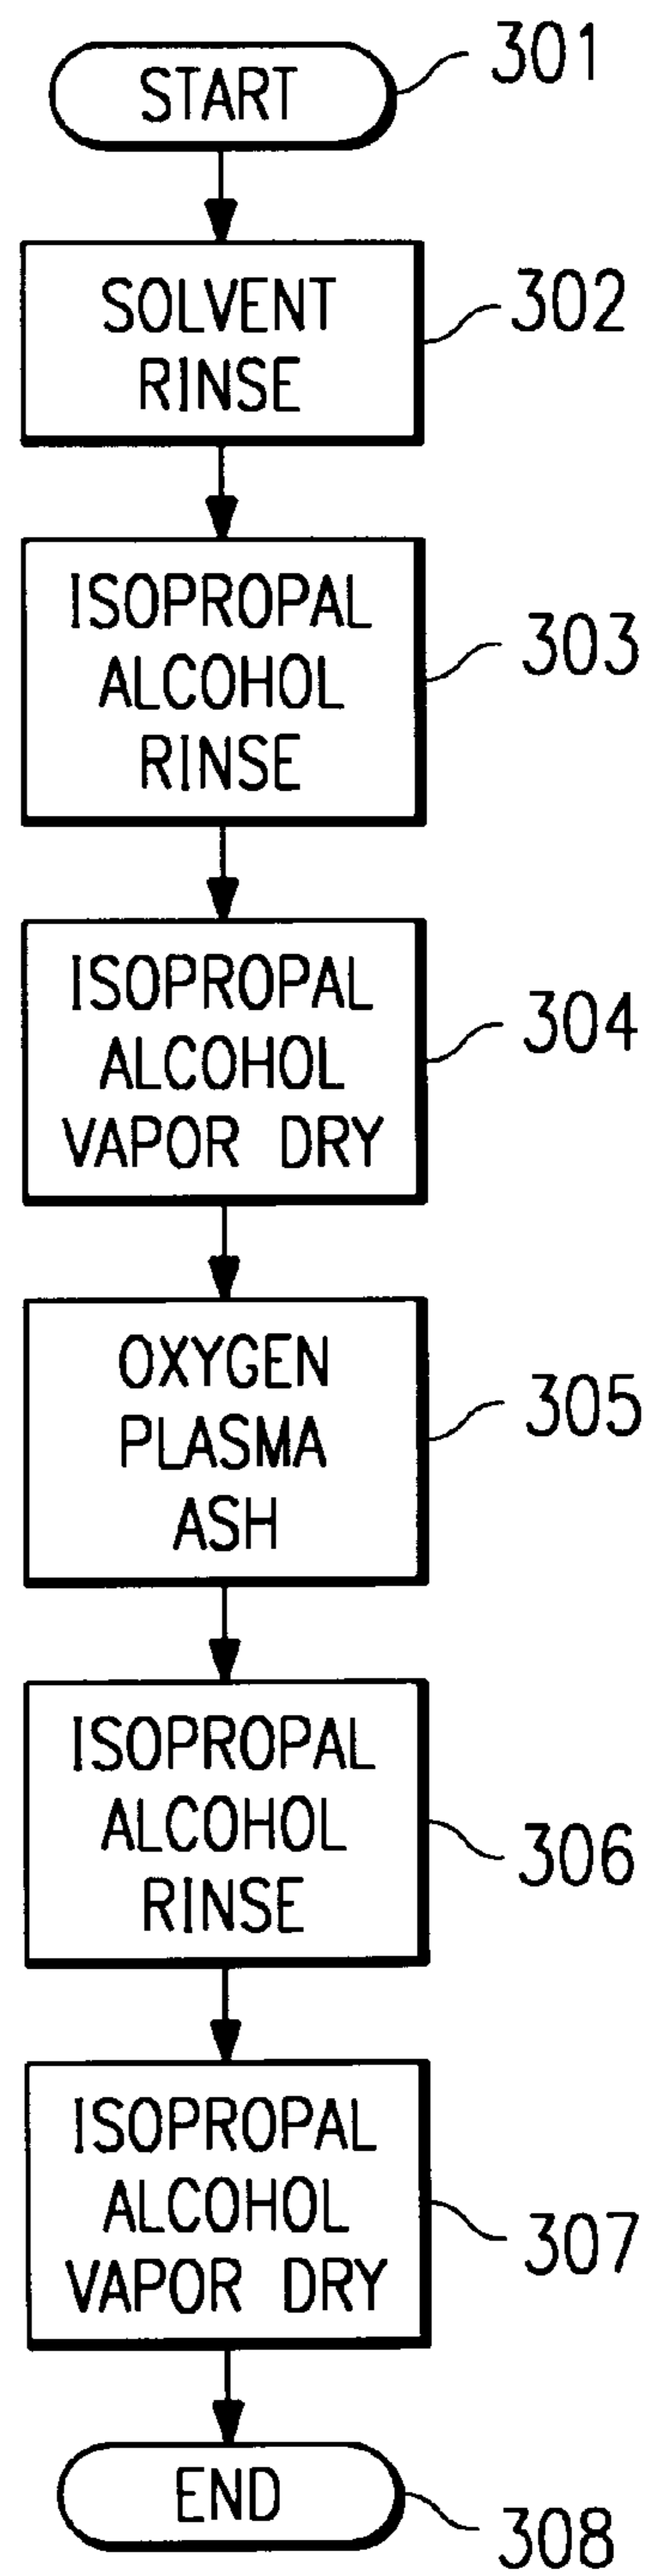 START
301
SOLVENT
RINSE
302
ISOPROPAL
ALCOHOL
RINSE
303
ISOPROPAL
ALCOHOL
VAPOR DRY
304
OXYGEN
PLASMA
ASH
305
ISOPROPAL
ALCOHOL
RINSE
306
ISOPROPAL
ALCOHOL
VAPOR DRY
307
END
308